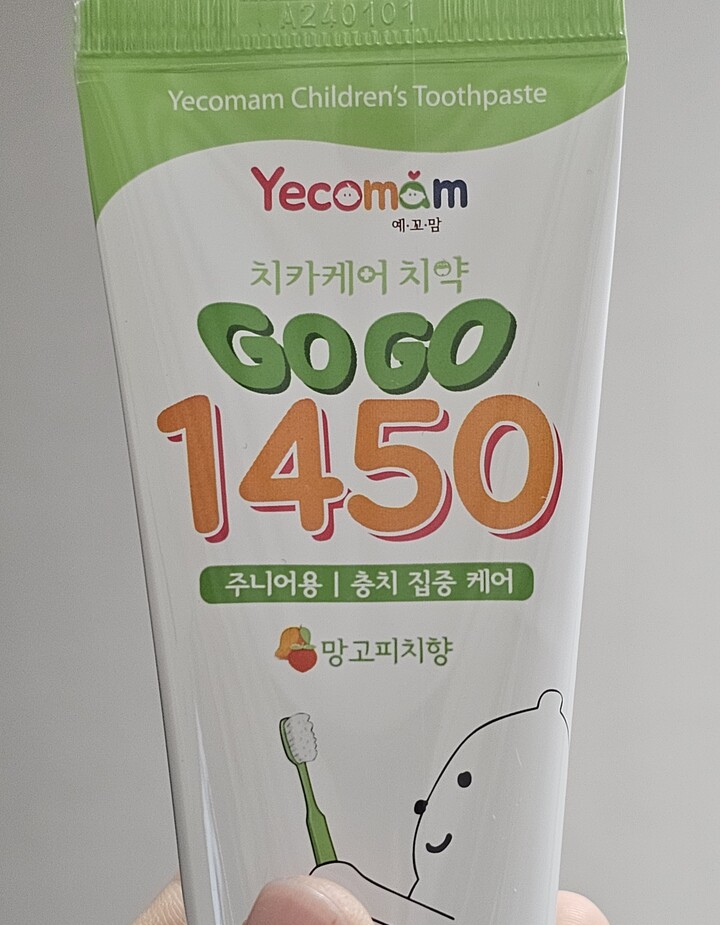 A240101
Yecomam Children's Toothpaste
Yecomam
예·꼬·맘
치카케어 치약
GOGO
1450
주니어용 | 충치 집중 케어
망고피치향